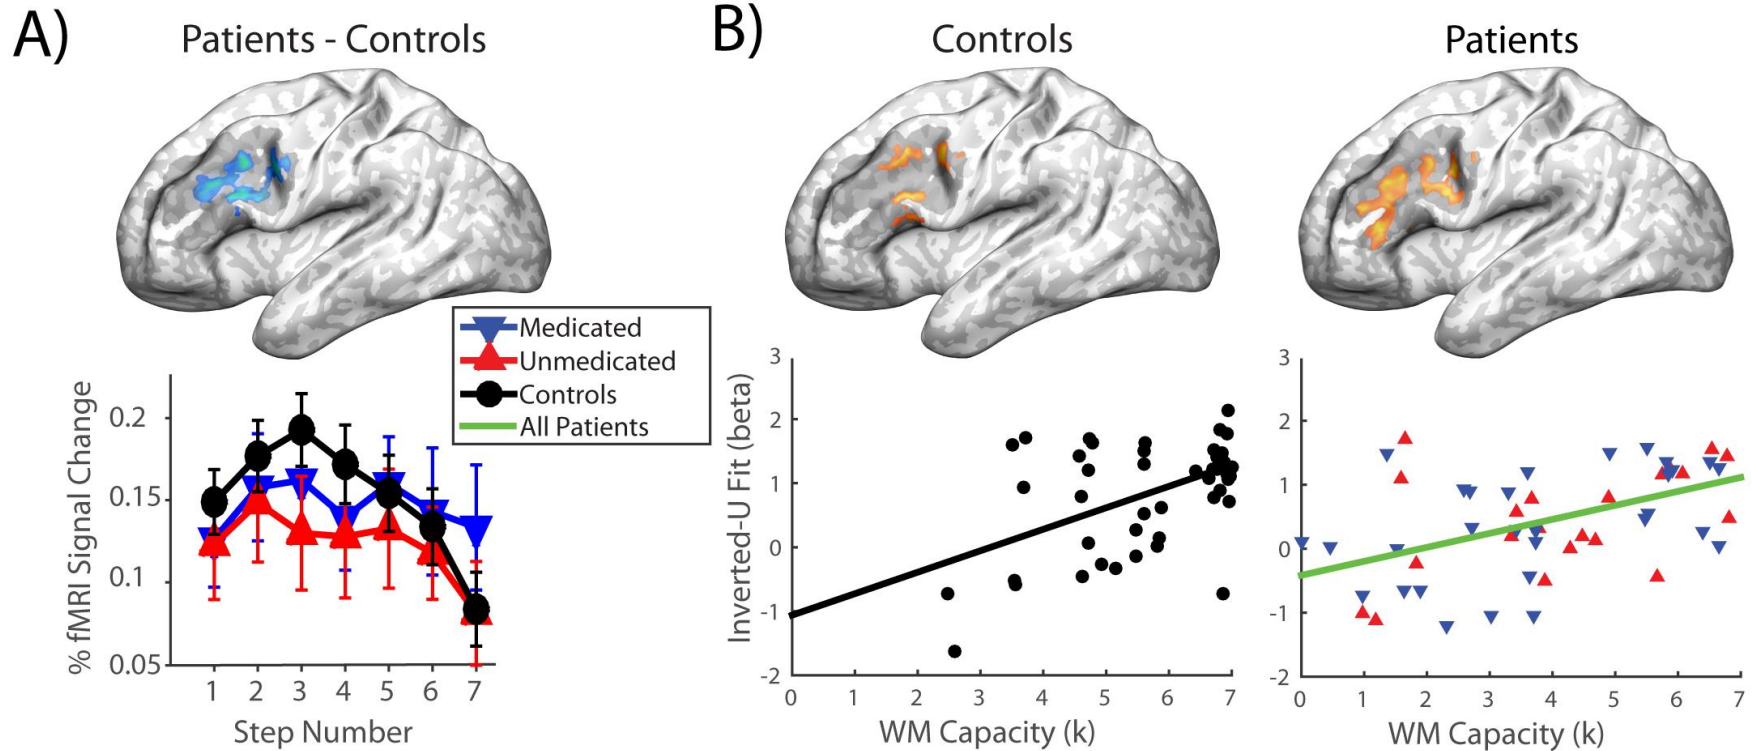 A)
Patients - Controls
B)
Controls
Patients
Medicated
Unmedicated
Controls
All Patients
% fMRI Signal Change
0.2
0.15
0.1
0.05
1 2 3 4 5 6 7
Step Number
Inverted-U Fit (beta)
3
2
1
0
-1
-2
0 1 2 3 4 5 6 7
WM Capacity (k)
3
2
1
0
-1
-2
0 1 2 3 4 5 6 7
WM Capacity (k)